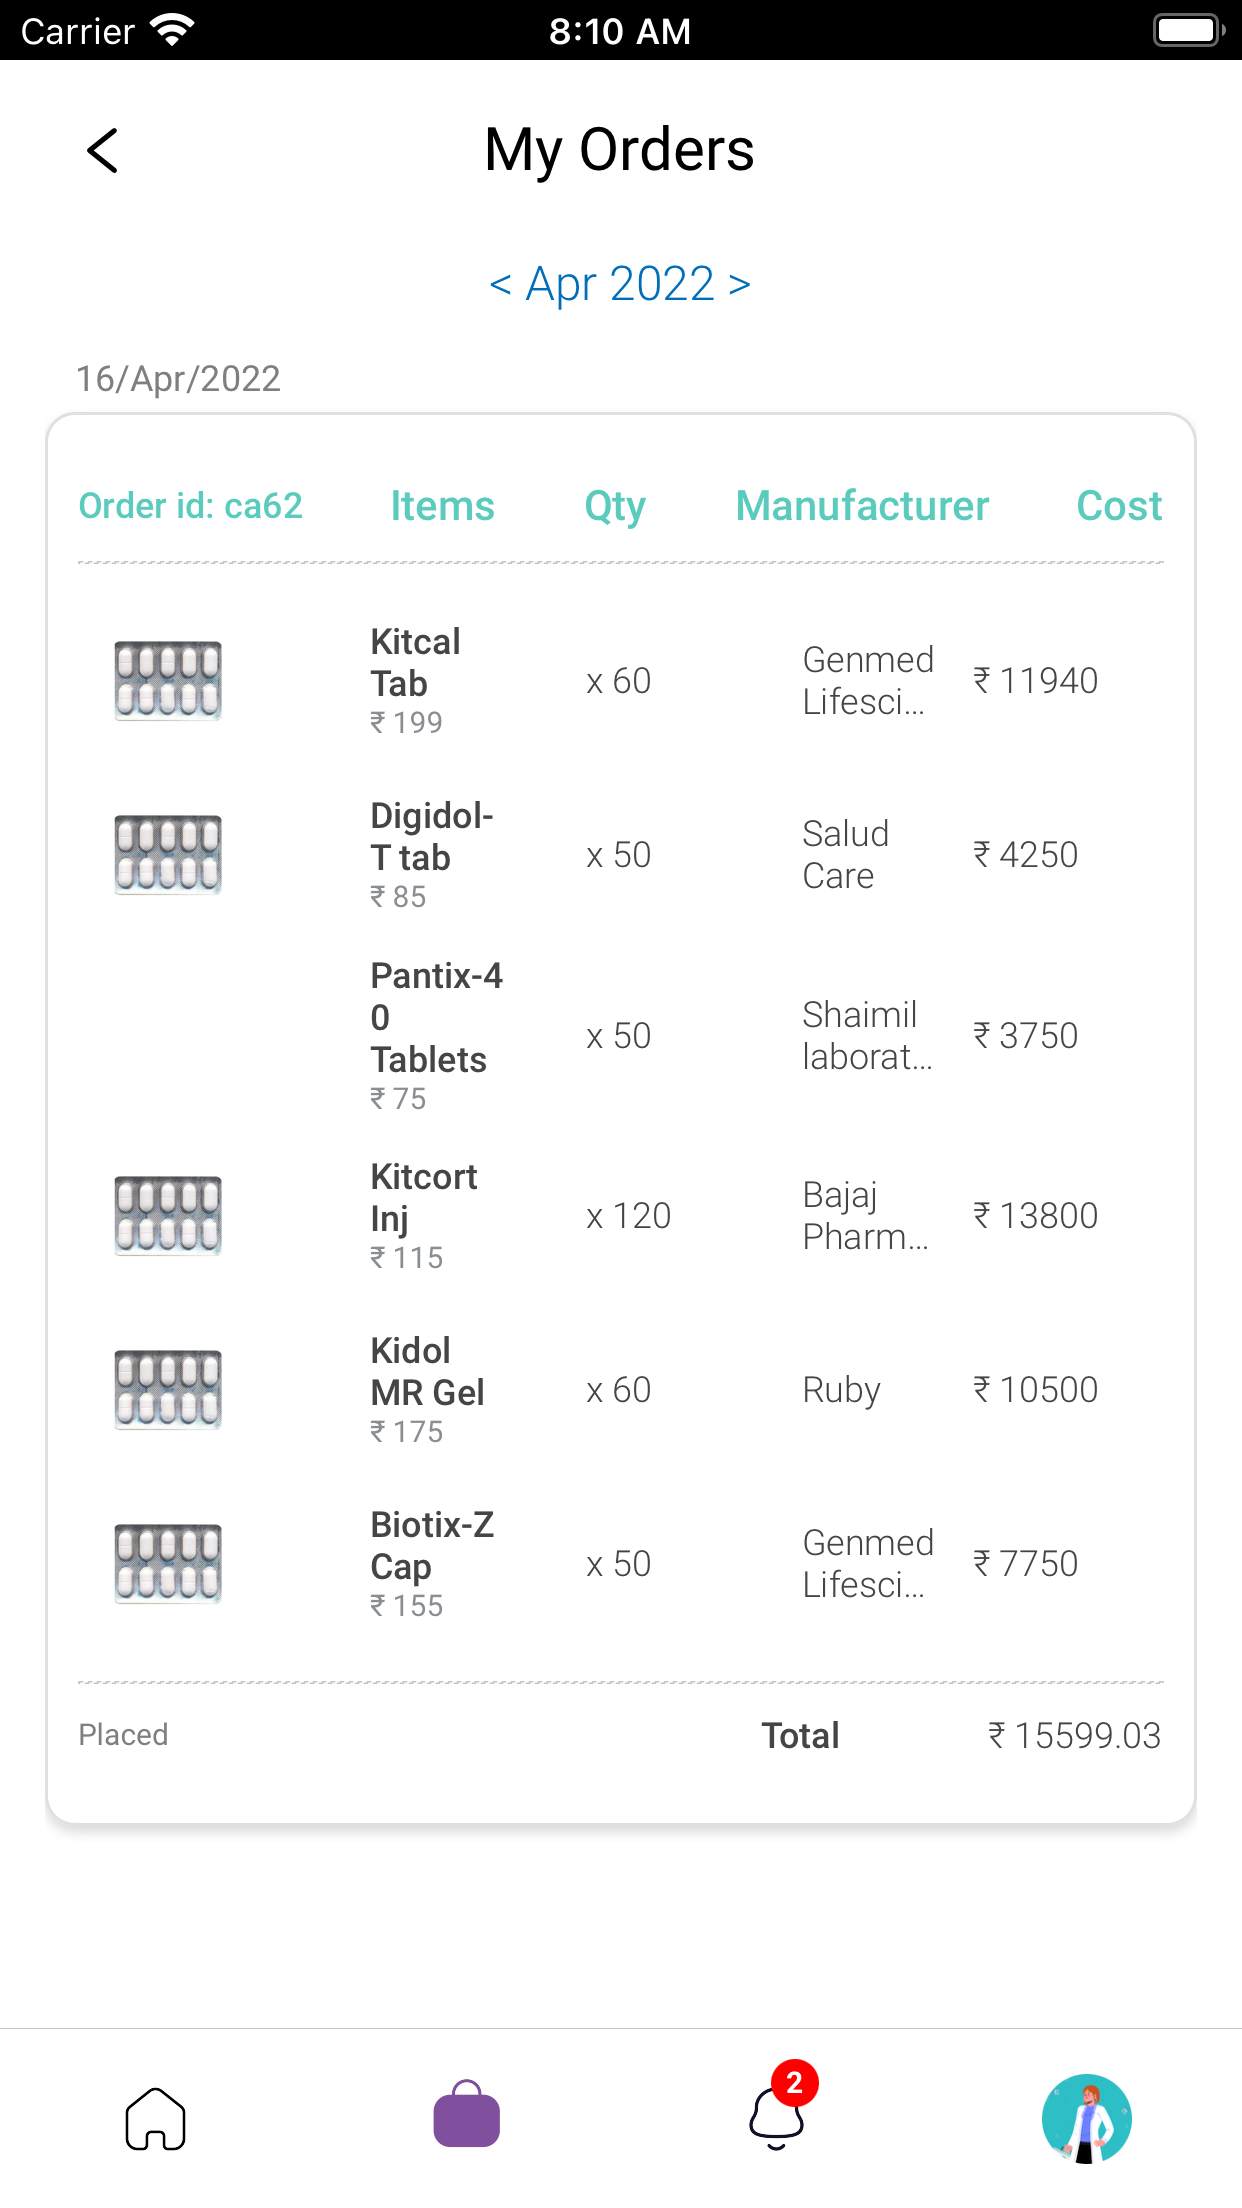 Carrier 8:10 AM
My Orders
< Apr 2022 >
16/Apr/2022
Order id: ca62 Items Qty Manufacturer Cost
Kitcal
Tab
₹ 199
x 60
Genmed
Lifesci...
₹ 11940
Digidol-
T tab
₹ 85
x 50
Salud
Care
₹ 4250
Pantix-4
0
Tablets
₹ 75
x 50
Shaimil
laborat...
₹ 3750
Kitcort
Inj
₹ 115
x 120
Bajaj
Pharm...
₹ 13800
Kidol
MR Gel
₹ 175
x 60
Ruby
₹ 10500
Biotix-Z
Cap
₹ 155
x 50
Genmed
Lifesci...
₹ 7750
Placed Total ₹ 15599.03
2